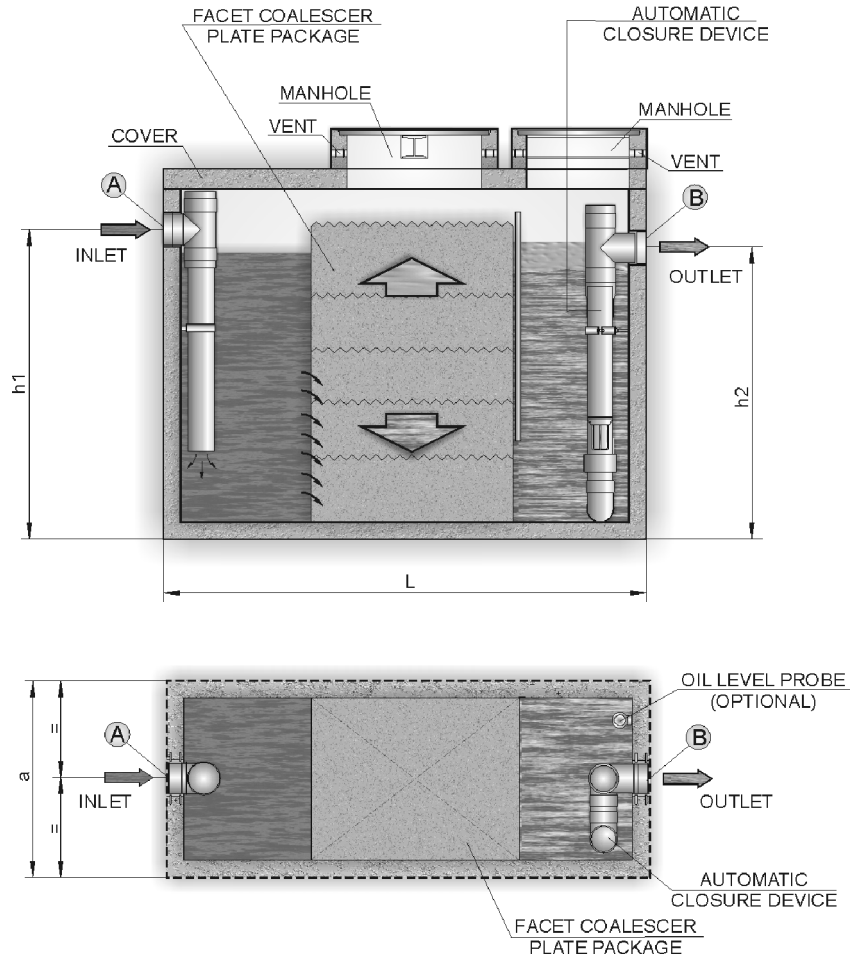 FACET COALESCER
PLATE PACKAGE
AUTOMATIC
CLOSURE DEVICE
MANHOLE
VENT
MANHOLE
VENT
COVER
A
B
INLET
OUTLET
h1
h2
L
OIL LEVEL PROBE
(OPTIONAL)
A
B
=
a
=
INLET
OUTLET
AUTOMATIC
CLOSURE DEVICE
FACET COALESCER
PLATE PACKAGE